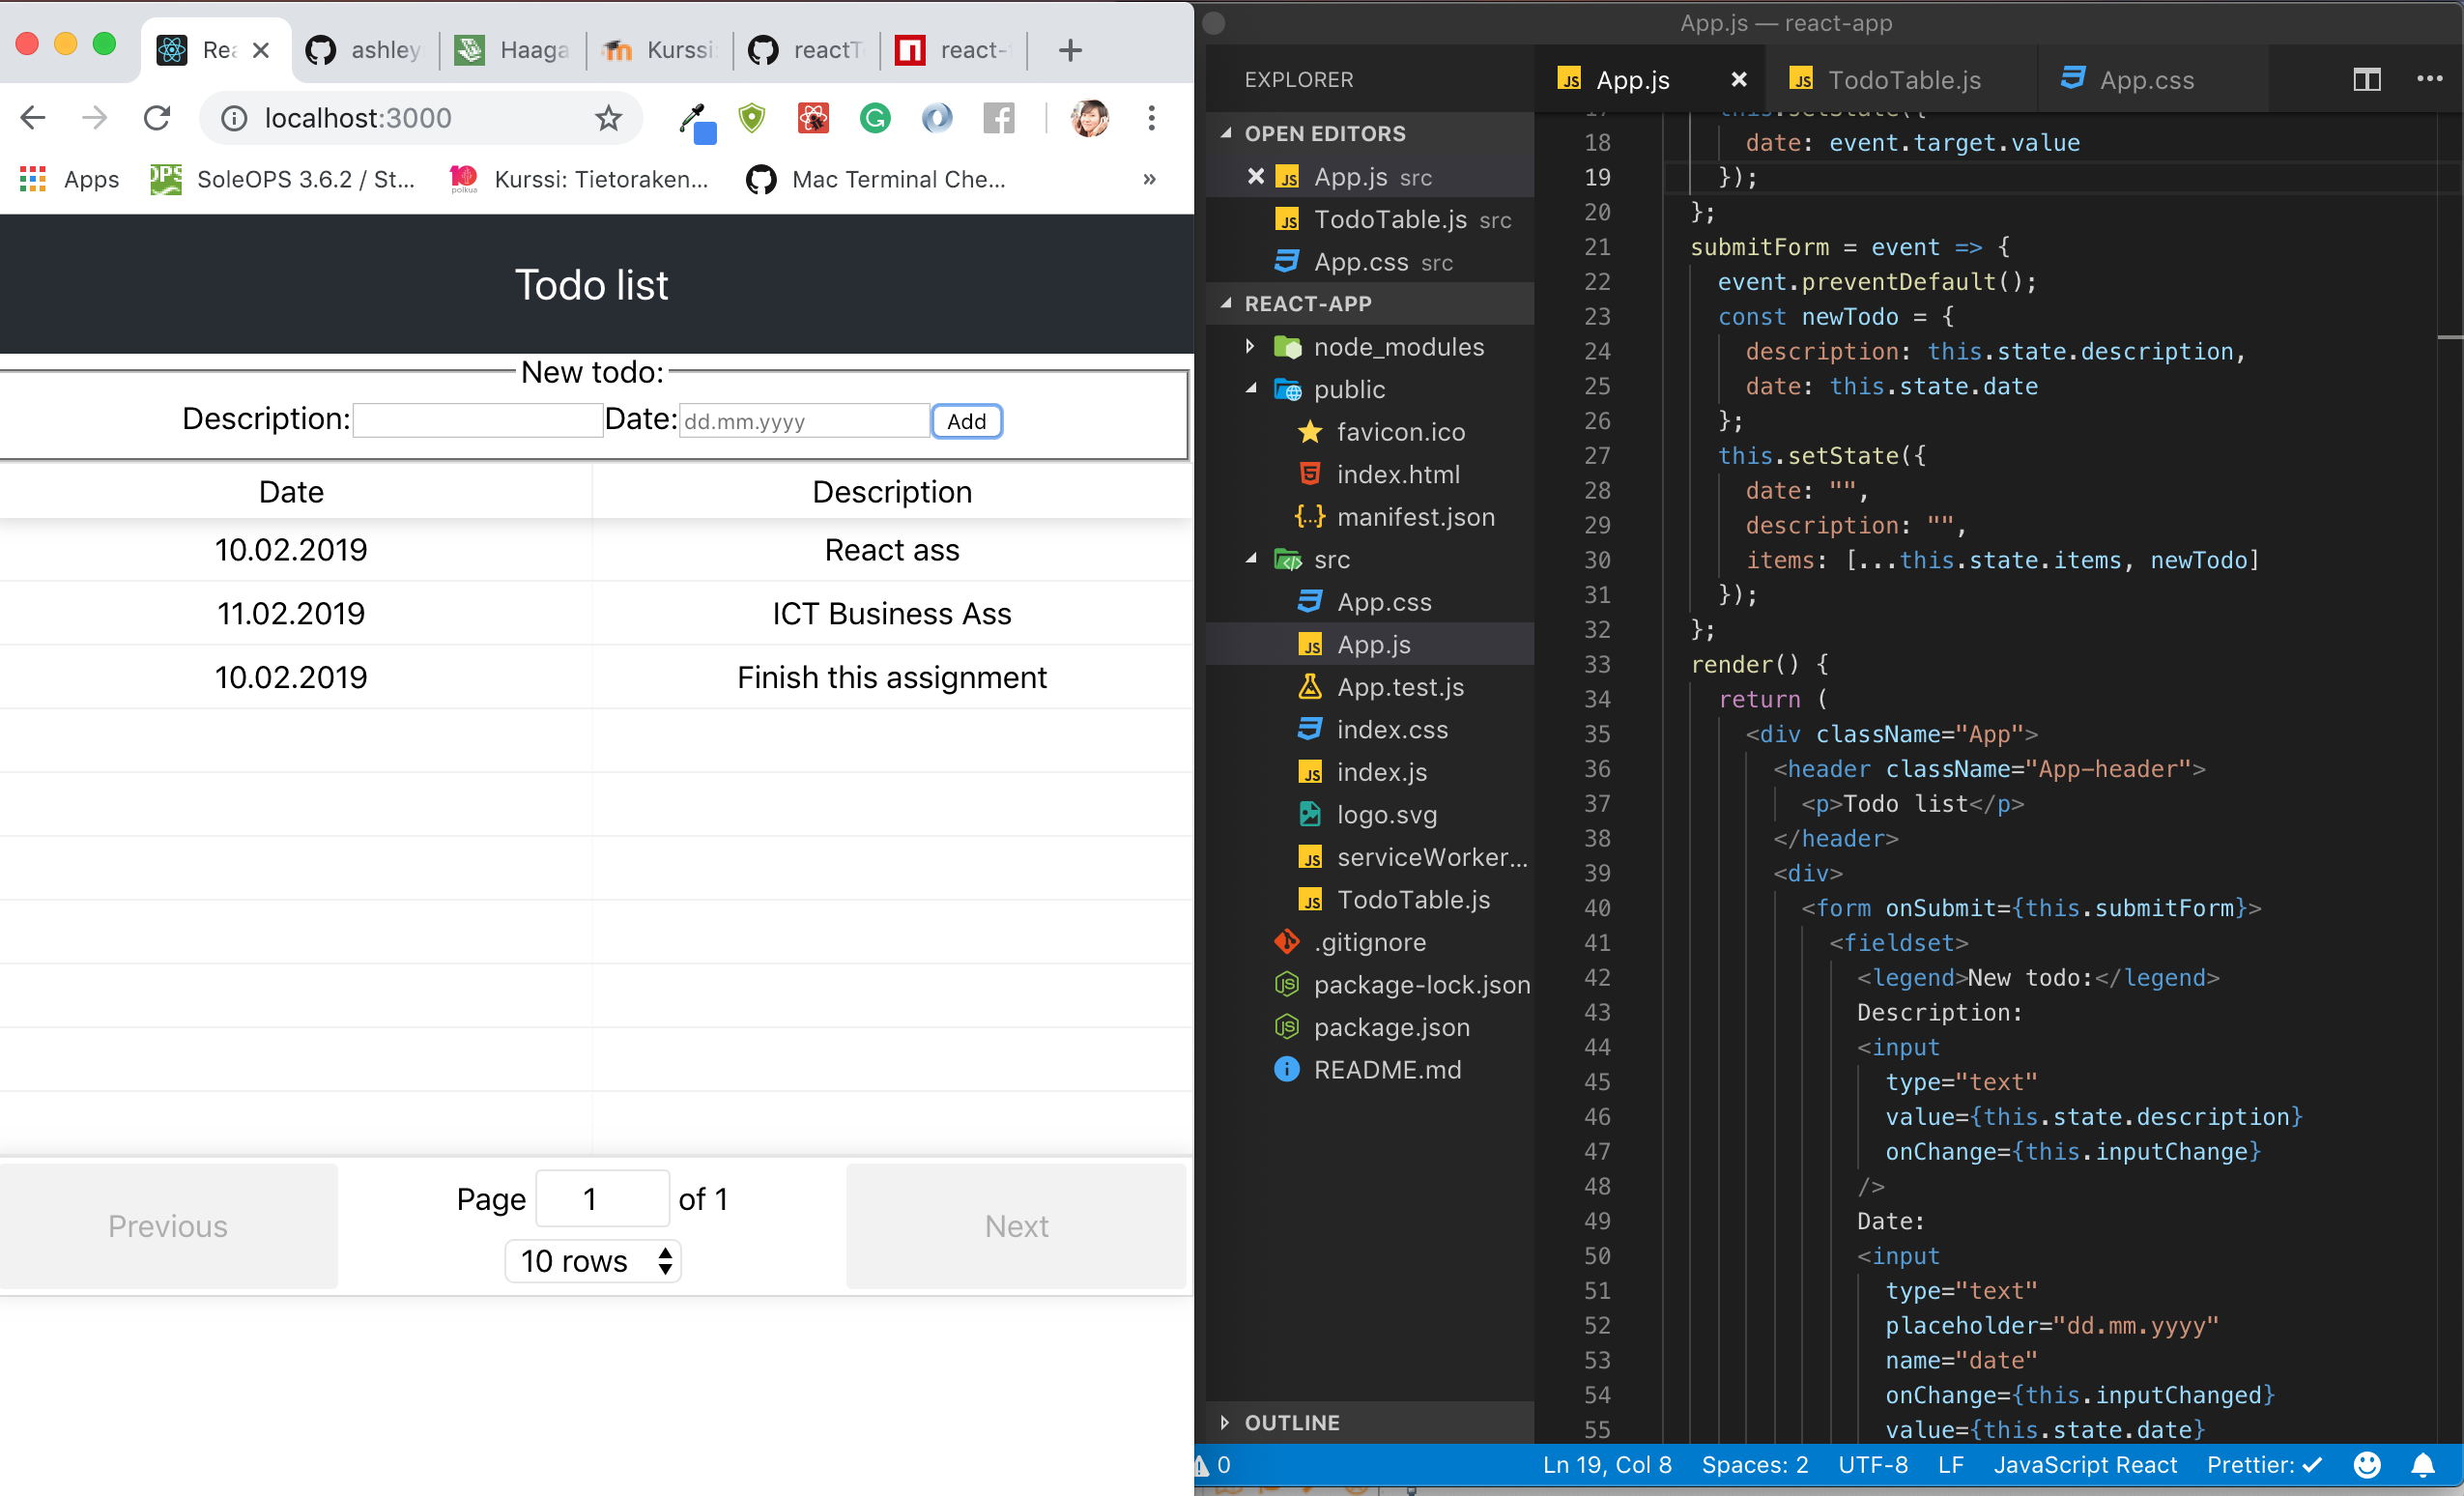 Rea
ashley
Haaga
Kurssi:
reactT
react-
localhost:3000
Apps
SoleOPS 3.6.2 / St...
Kurssi: Tietoraken...
Mac Terminal Che...
»
Todo list
New todo:
Description:
Date:
dd.mm.yyyy
Add
Date Description
10.02.2019 React ass
11.02.2019 ICT Business Ass
10.02.2019 Finish this assignment
Previous
Page 1 of 1
10 rows
Next
App.js — react-app
EXPLORER
OPEN EDITORS
App.js src
TodoTable.js src
App.css src
REACT-APP
node_modules
public
favicon.ico
index.html
manifest.json
src
App.css
App.js
App.test.js
index.css
index.js
logo.svg
serviceWorker...
TodoTable.js
.gitignore
package-lock.json
package.json
README.md
OUTLINE
App.js
TodoTable.js
App.css
17 this.setState({
18 date: event.target.value
19 });
20 };
21 submitForm = event => {
22 event.preventDefault();
23 const newTodo = {
24 description: this.state.description,
25 date: this.state.date
26 };
27 this.setState({
28 date: "",
29 description: "",
30 items: [...this.state.items, newTodo]
31 });
32 };
33 render() {
34 return (
35 <div className="App">
36 <header className="App-header">
37 <p>Todo list</p>
38 </header>
39 <div>
40 <form onSubmit={this.submitForm}>
41 <fieldset>
42 <legend>New todo:</legend>
43 Description:
44 <input
45 type="text"
46 value={this.state.description}
47 onChange={this.inputChange}
48 />
49 Date:
50 <input
51 type="text"
52 placeholder="dd.mm.yyyy"
53 name="date"
54 onChange={this.inputChanged}
55 value={this.state.date}
0
Ln 19, Col 8
Spaces: 2
UTF-8
LF
JavaScript React
Prettier: ✓